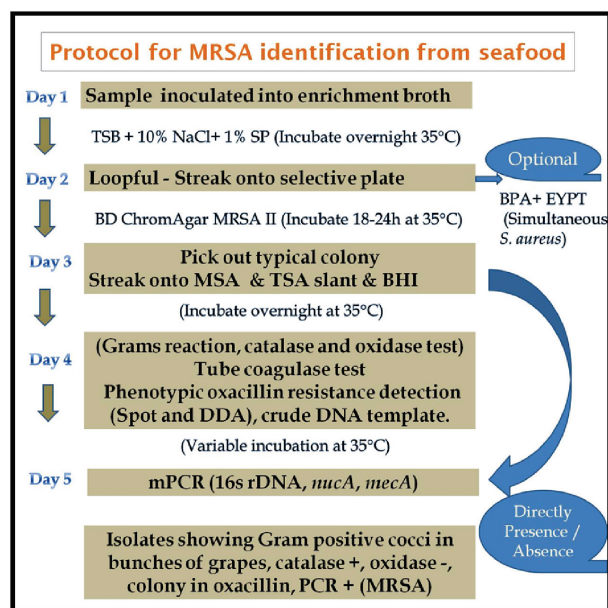 Protocol for MRSA identification from seafood
Day 1
Sample inoculated into enrichment broth
TSB + 10% NaCl+ 1% SP (Incubate overnight 35°C)
Optional
Day 2
Loopful - Streak onto selective plate
BPA+ EYPT
(Simultaneous
S. aureus)
BD ChromAgar MRSA II (Incubate 18-24h at 35°C)
Day 3
Pick out typical colony
Streak onto MSA & TSA slant & BHI
(Incubate overnight at 35°C)
Day 4
(Grams reaction, catalase and oxidase test)
Tube coagulase test
Phenotypic oxacillin resistance detection
(Spot and DDA), crude DNA template.
(Variable incubation at 35°C)
Day 5
mPCR (16s rDNA, nucA, mecA)
Directly
Presence /
Absence
Isolates showing Gram positive cocci in
bunches of grapes, catalase +, oxidase -,
colony in oxacillin, PCR + (MRSA)